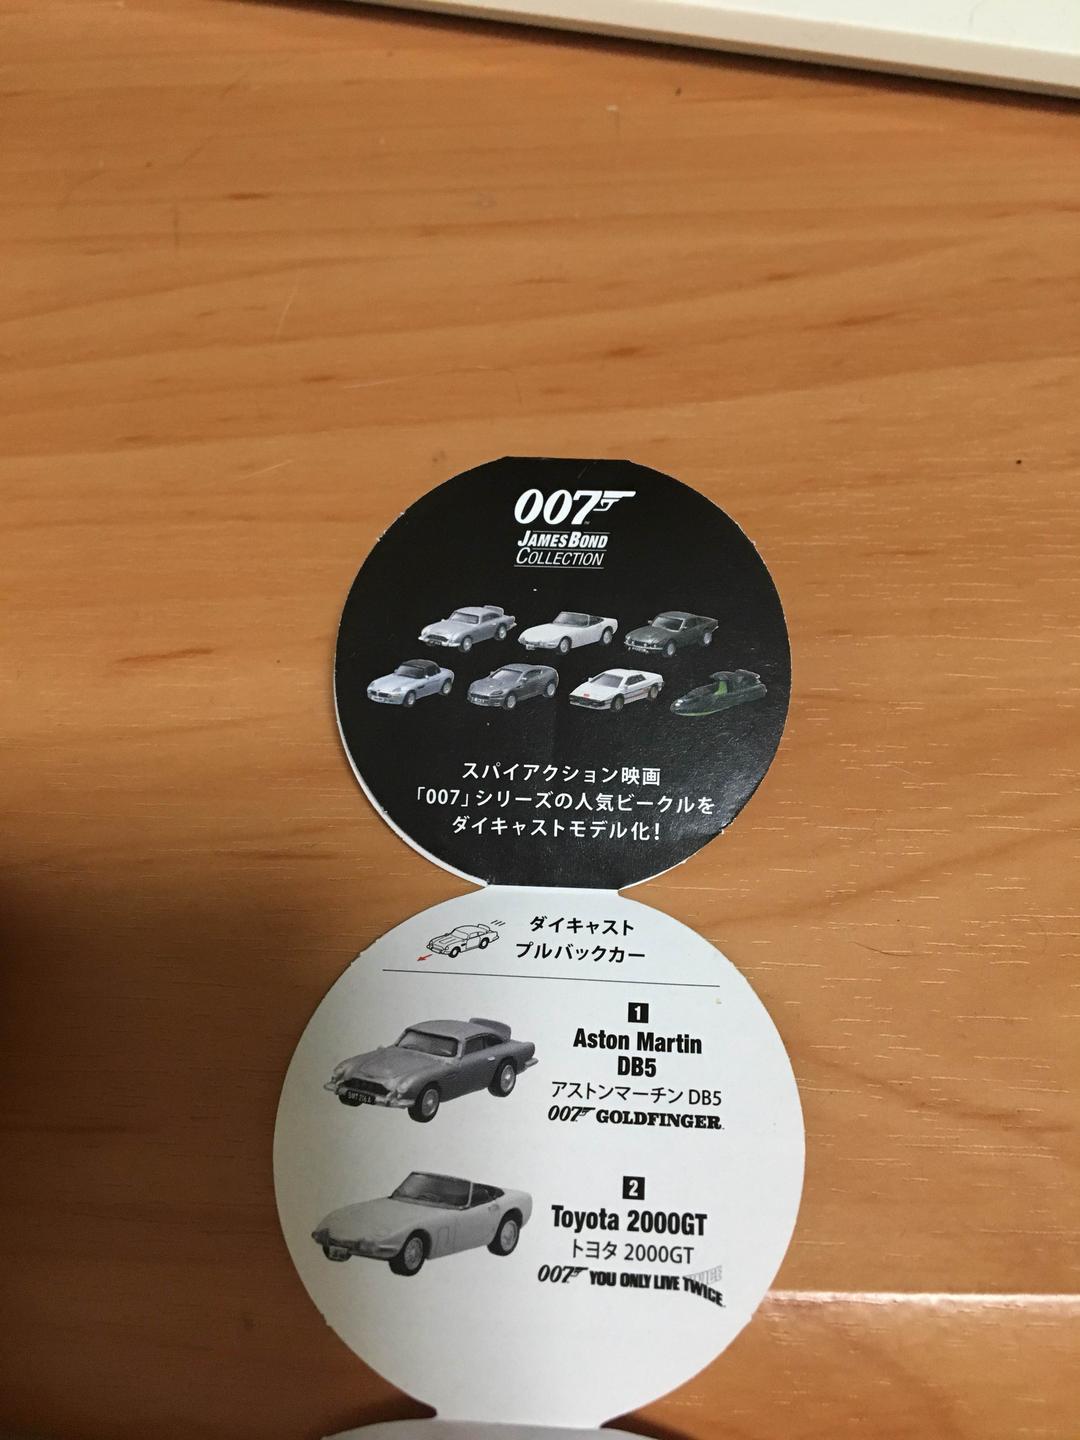 007
JAMES BOND
COLLECTION
スパイアクション映画
「007」シリーズの人気ビークルを
ダイキャストモデル化!
ダイキャスト
プルバックカー
1
Aston Martin
DB5
アストンマーチン DB5
007 GOLDFINGER
2
Toyota 2000GT
トヨタ 2000GT
007 YOU ONLY LIVE TWICE